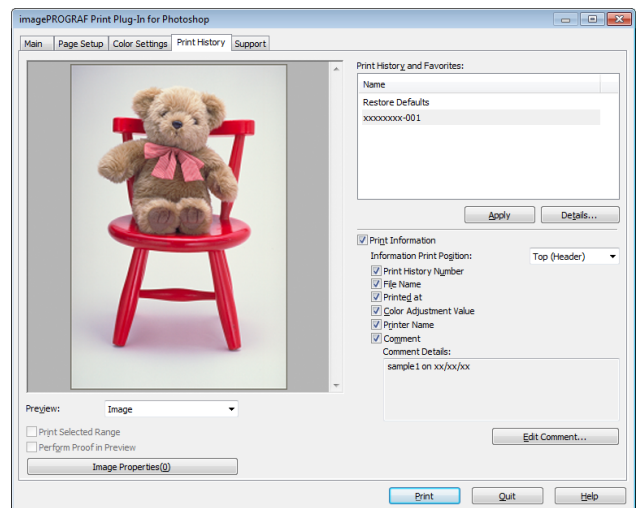 imagePROGRAF Print Plug-In for Photoshop
Main Page Setup Color Settings Print History Support
Print History and Favorites:
Name
Restore Defaults
xxxxxxxx-001
Apply Details...
Print Information
Information Print Position: Top (Header)
Print History Number
File Name
Printed at
Color Adjustment Value
Printer Name
Comment
Comment Details:
sample1 on xx/xx/xx
Edit Comment...
Preview: Image
Print Selected Range
Perform Proof in Preview
Image Properties(0)
Print Quit Help